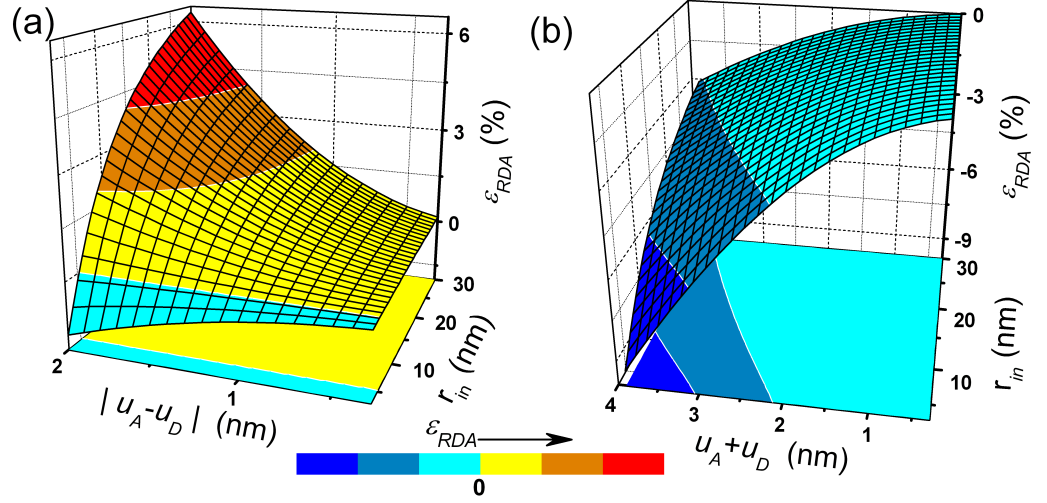 (a)
6
3
0
ε_RDA (%)
30
20
10
r_in (nm)
2
1
| u_A-u_D | (nm)
(b)
0
-3
-6
-9
ε_RDA (%)
30
20
10
r_in (nm)
4
3
2
1
u_A+u_D (nm)
ε_RDA
0